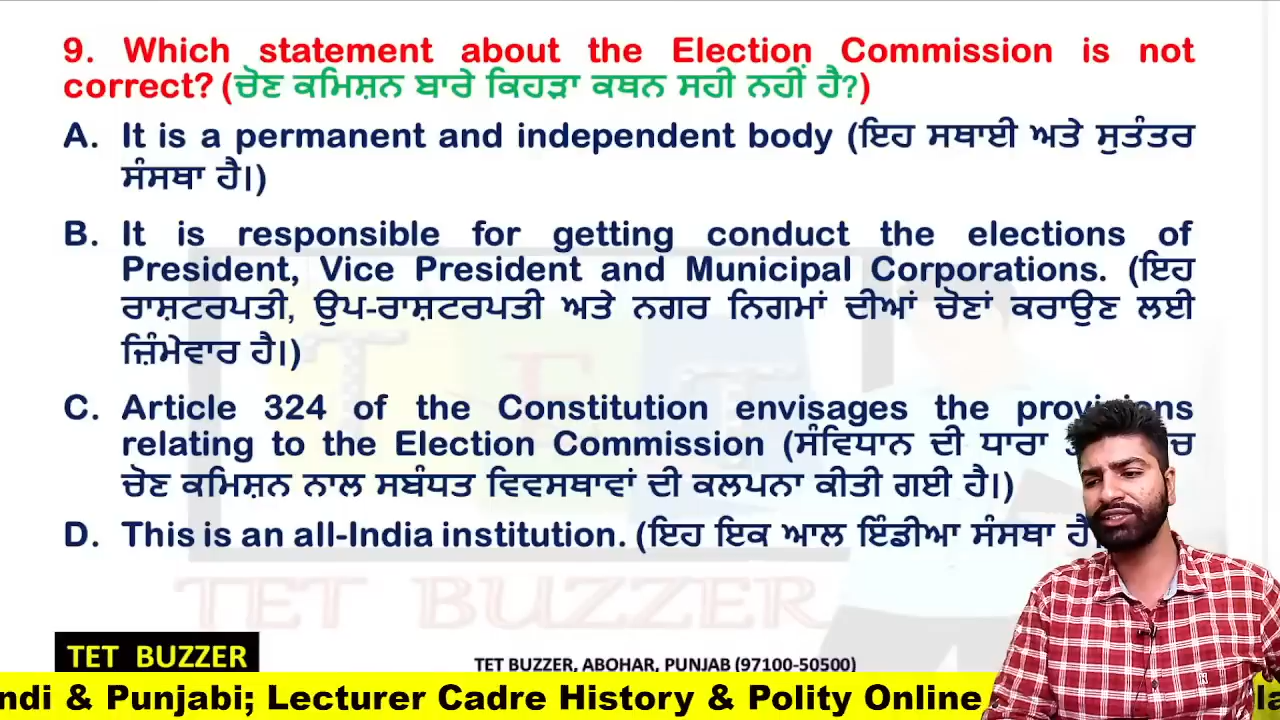 9. Which statement about the Election Commission is not
correct? (ਚੋਣ ਕਮਿਸ਼ਨ ਬਾਰੇ ਕਿਹੜਾ ਕਥਨ ਸਹੀ ਨਹੀਂ ਹੈ?)
A. It is a permanent and independent body (ਇਹ ਸਥਾਈ ਅਤੇ ਸੁਤੰਤਰ
ਸੰਸਥਾ ਹੈ।)
B. It is responsible for getting conduct the elections of
President, Vice President and Municipal Corporations. (ਇਹ
ਰਾਸ਼ਟਰਪਤੀ, ਉਪ-ਰਾਸ਼ਟਰਪਤੀ ਅਤੇ ਨਗਰ ਨਿਗਮਾਂ ਦੀਆਂ ਚੋਣਾਂ ਕਰਾਉਣ ਲਈ
ਜ਼ਿੰਮੇਵਾਰ ਹੈ।)
C. Article 324 of the Constitution envisages the
relating to the Election Commission (ਸੰਵਿਧਾਨ ਦੀ ਧਾਰਾ
ਚੋਣ ਕਮਿਸ਼ਨ ਨਾਲ ਸਬੰਧਤ ਵਿਵਸਥਾਵਾਂ ਦੀ ਕਲਪਨਾ ਕੀਤੀ ਗਈ ਹੈ।)
D. This is an all-India institution. (ਇਹ ਇਕ ਆਲ ਇੰਡੀਆ ਸੰਸਥਾ ਹੈ
TET BUZZER
TET BUZZER
TET BUZZER, ABOHAR, PUNJAB (97100-50500)
& Punjabi; Lecturer Cadre History & Polity Online